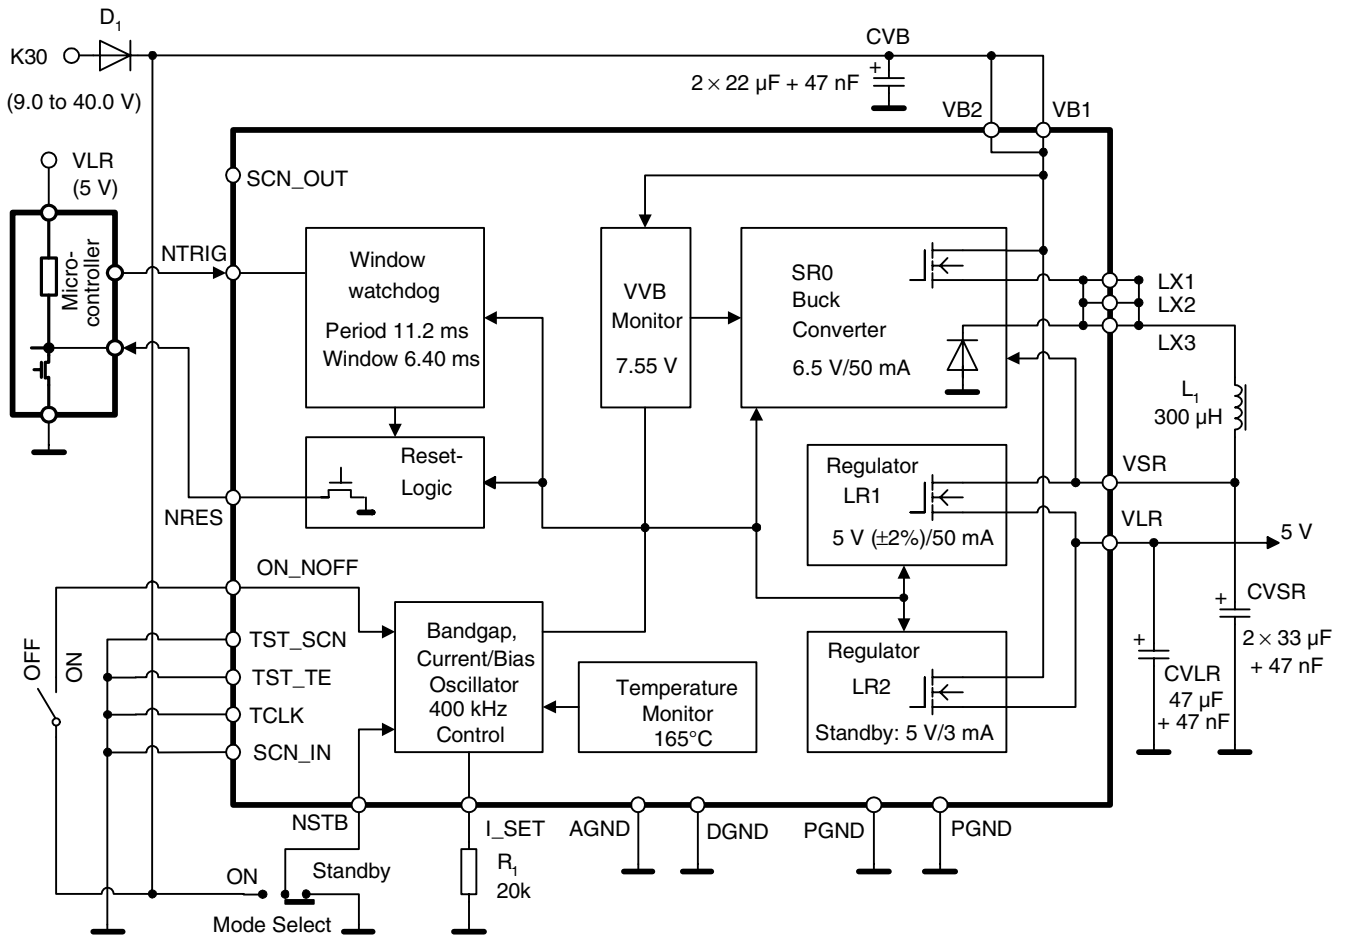 D1
K30
(9.0 to 40.0 V)
CVB
+
2 × 22 µF + 47 nF
VB2
VB1
VLR
(5 V)
Micro-
controller
SCN_OUT
NTRIG
Window
watchdog
Period 11.2 ms
Window 6.40 ms
VVB
Monitor
7.55 V
SR0
Buck
Converter
6.5 V/50 mA
LX1
LX2
LX3
L1
300 µH
Reset-
Logic
NRES
Regulator
LR1
5 V (±2%)/50 mA
VSR
VLR
5 V
ON_NOFF
TST_SCN
TST_TE
TCLK
SCN_IN
OFF
ON
Bandgap,
Current/Bias
Oscillator
400 kHz
Control
Temperature
Monitor
165°C
Regulator
LR2
Standby: 5 V/3 mA
+
CVSR
2 × 33 µF
+ 47 nF
+
CVLR
47 µF
+ 47 nF
NSTB
I_SET
AGND
DGND
PGND
PGND
R1
20k
ON
Standby
Mode Select